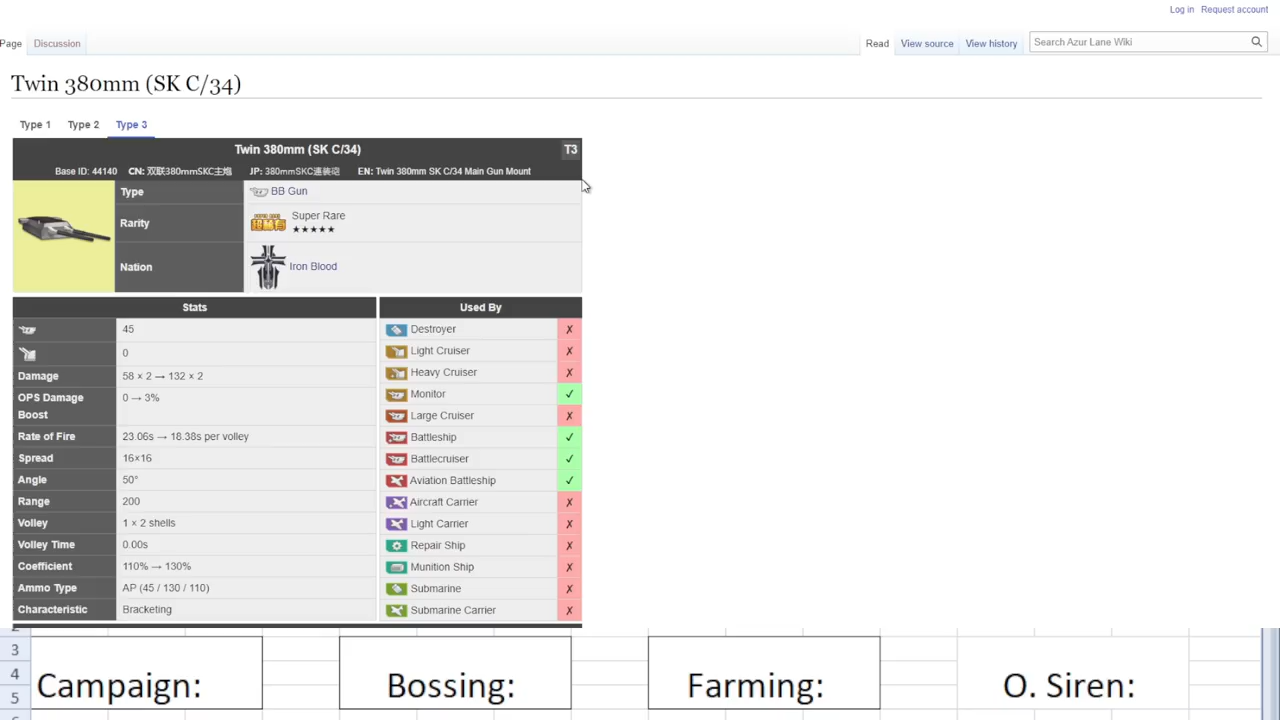 Log in Request account
Page Discussion Read View source View history Search Azur Lane Wiki
Twin 380mm (SK C/34)
Type 1 Type 2 Type 3
Twin 380mm (SK C/34) T3
Base ID: 44140 CN: 双联380mmSKC主炮 JP: 380mmSKC連装砲 EN: Twin 380mm SK C/34 Main Gun Mount
Type BB Gun
Rarity Super Rare
★★★★★
Nation Iron Blood
Stats Used By
45 Destroyer ✗
0 Light Cruiser ✗
Damage 58 × 2 → 132 × 2 Heavy Cruiser ✗
OPS Damage Boost 0 → 3% Monitor ✓
Large Cruiser ✗
Rate of Fire 23.06s → 18.38s per volley Battleship ✓
Spread 16×16 Battlecruiser ✓
Angle 50° Aviation Battleship ✓
Range 200 Aircraft Carrier ✗
Volley 1 × 2 shells Light Carrier ✗
Volley Time 0.00s Repair Ship ✗
Coefficient 110% → 130% Munition Ship ✗
Ammo Type AP (45 / 130 / 110) Submarine ✗
Characteristic Bracketing Submarine Carrier ✗
3
4
5
Campaign: Bossing: Farming: O. Siren: